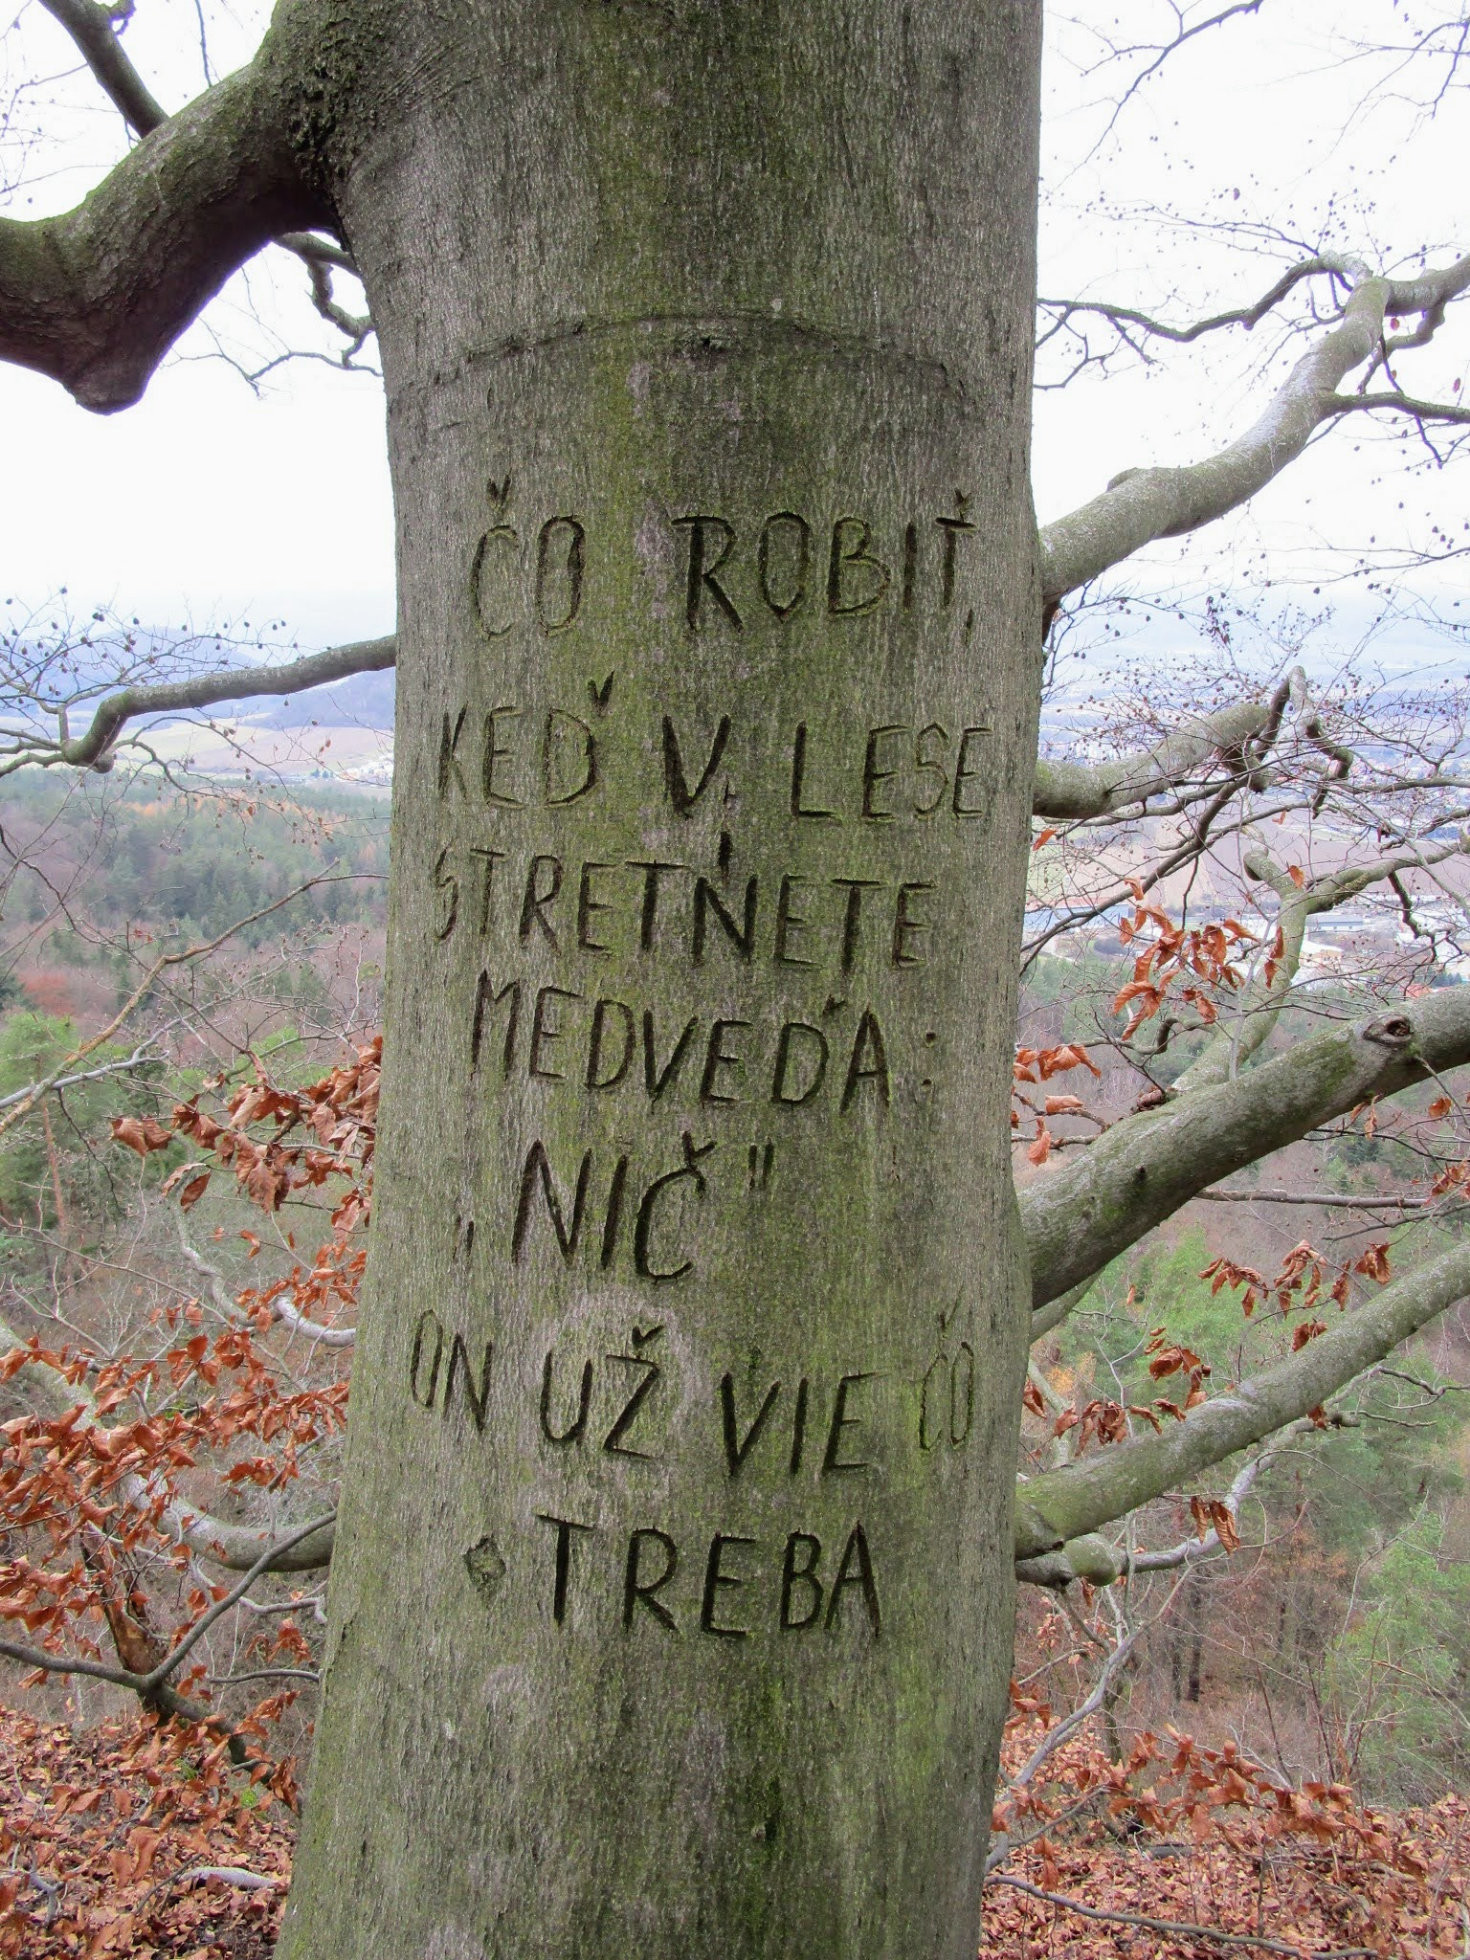 ČO ROBIŤ,
KEĎ V LESE
STRETNETE
MEDVEĎA:
„NIČ"
ON UŽ VIE ČO
TREBA